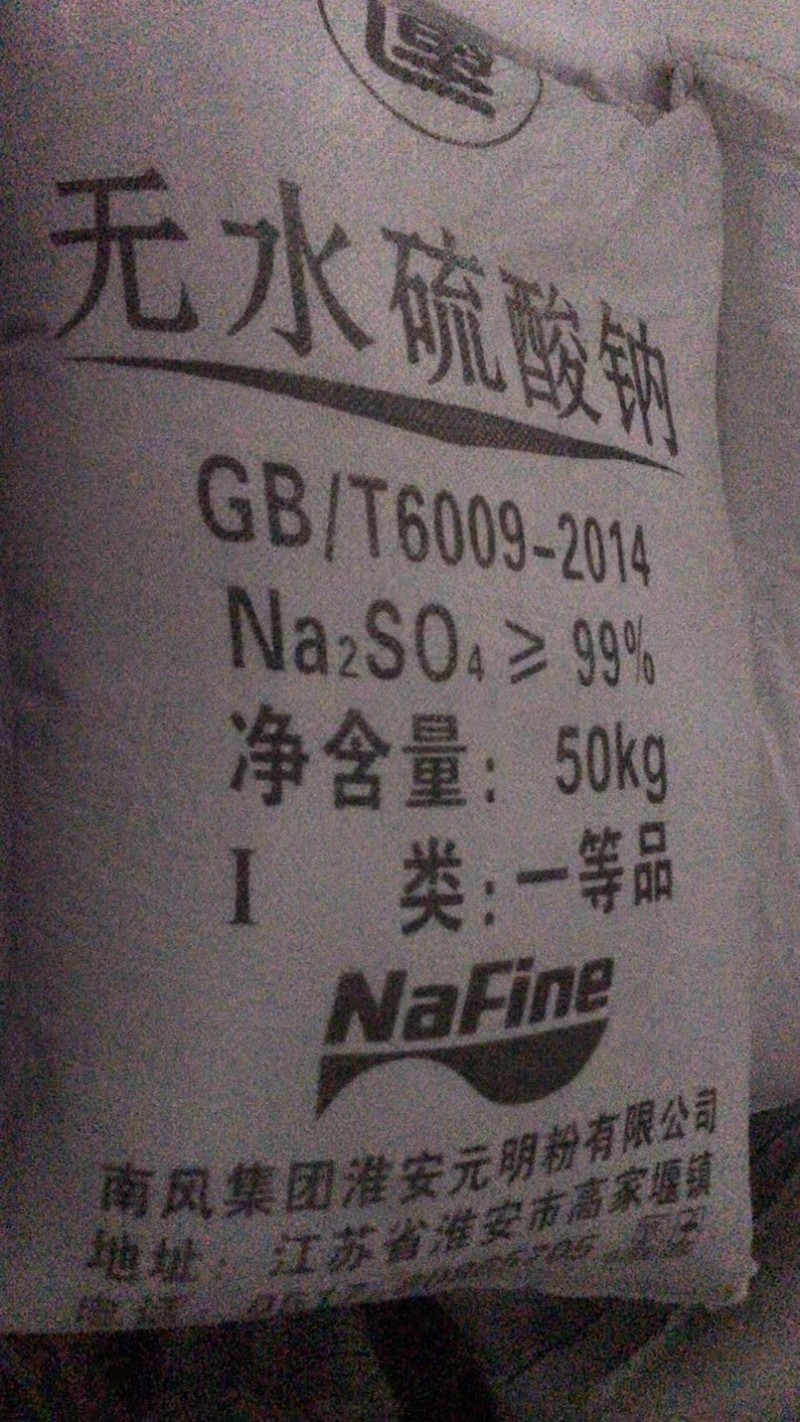 无水硫酸钠
GB/T6009-2014
Na₂SO₄ ≥ 99%
净含量: 50kg
I 类:一等品
NaFine
南风集团淮安元明粉有限公司
地址: 江苏省淮安市高家堰镇